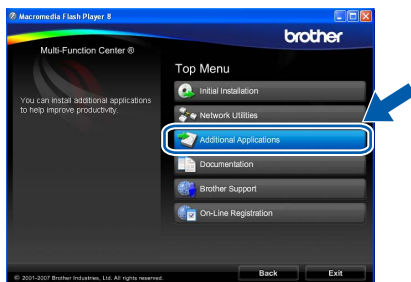 Macromedia Flash Player 8
brother
Multi-Function Center ®
You can install additional applications
to help improve productivity.
Top Menu
Initial Installation
Network Utilities
Additional Applications
Documentation
Brother Support
On-Line Registration
© 2001-2007 Brother Industries, Ltd. All rights reserved.
Back
Exit